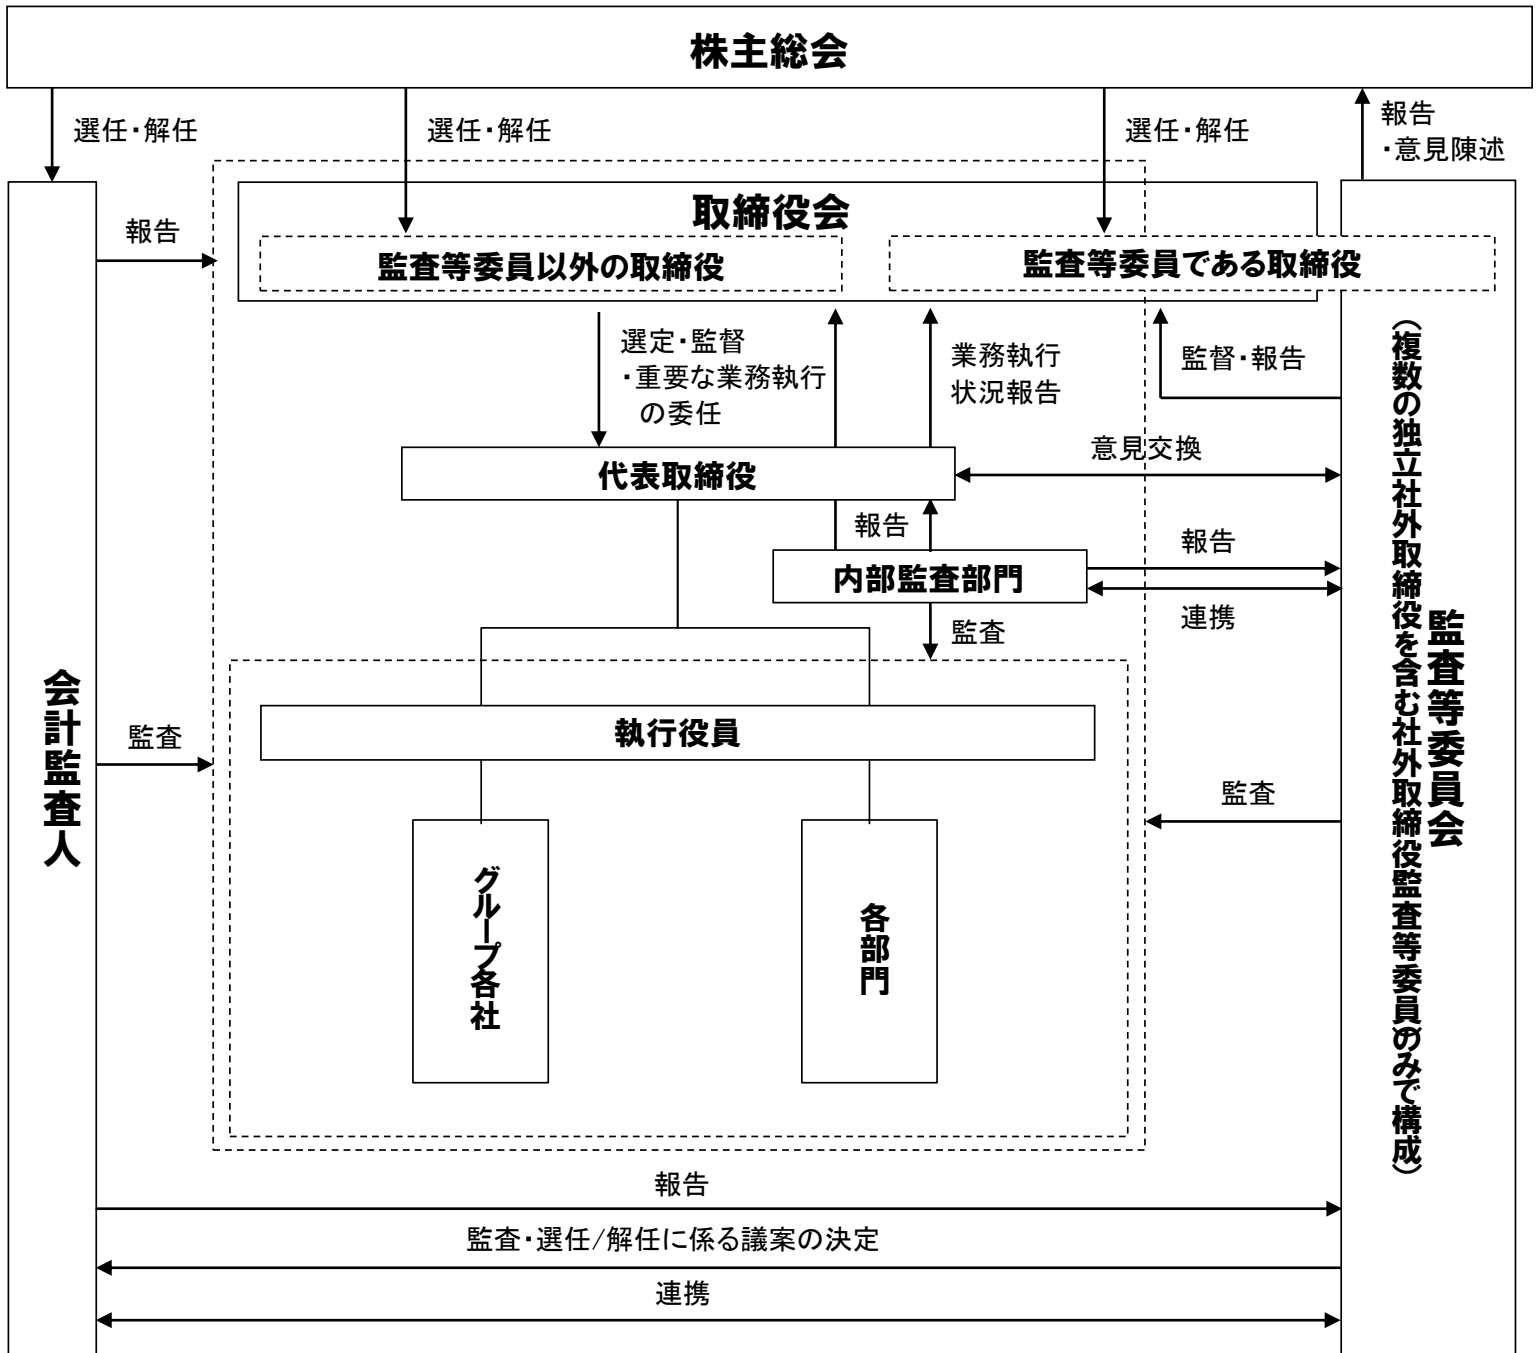 株主総会
選任・解任
選任・解任
選任・解任
報告
・意見陳述
取締役会
報告
監査等委員以外の取締役
監査等委員である取締役
選定・監督
・重要な業務執行
の委任
業務執行
状況報告
監督・報告
意見交換
代表取締役
報告
報告
内部監査部門
連携
監査
執行役員
監査
監査
会計監査人
グループ各社
各部門
監査等委員会
（複数の独立社外取締役を含む社外取締役監査等委員のみで構成）
報告
監査・選任/解任に係る議案の決定
連携